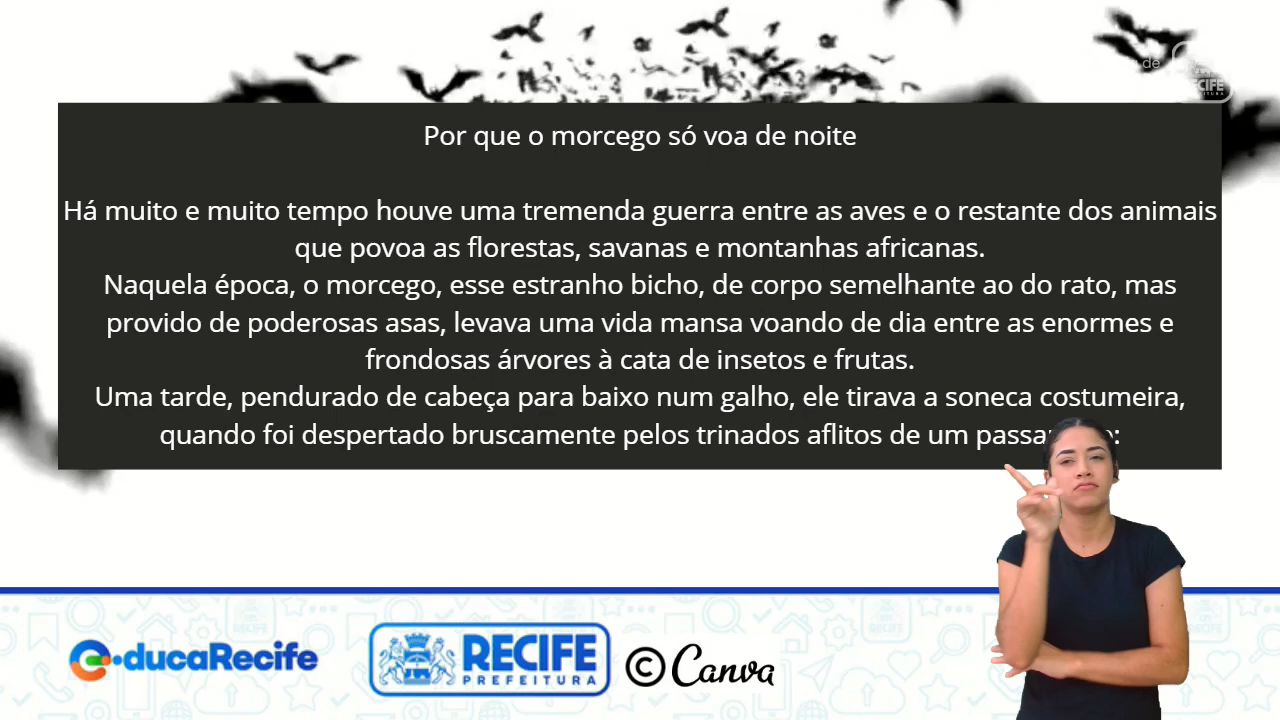 de
RECIFE
Por que o morcego só voa de noite
Há muito e muito tempo houve uma tremenda guerra entre as aves e o restante dos animais
que povoa as florestas, savanas e montanhas africanas.
Naquela época, o morcego, esse estranho bicho, de corpo semelhante ao do rato, mas
provido de poderosas asas, levava uma vida mansa voando de dia entre as enormes e
frondosas árvores à cata de insetos e frutas.
Uma tarde, pendurado de cabeça para baixo num galho, ele tirava a soneca costumeira,
quando foi despertado bruscamente pelos trinados aflitos de um
educaRecife
RECIFE
PREFEITURA
© Canva